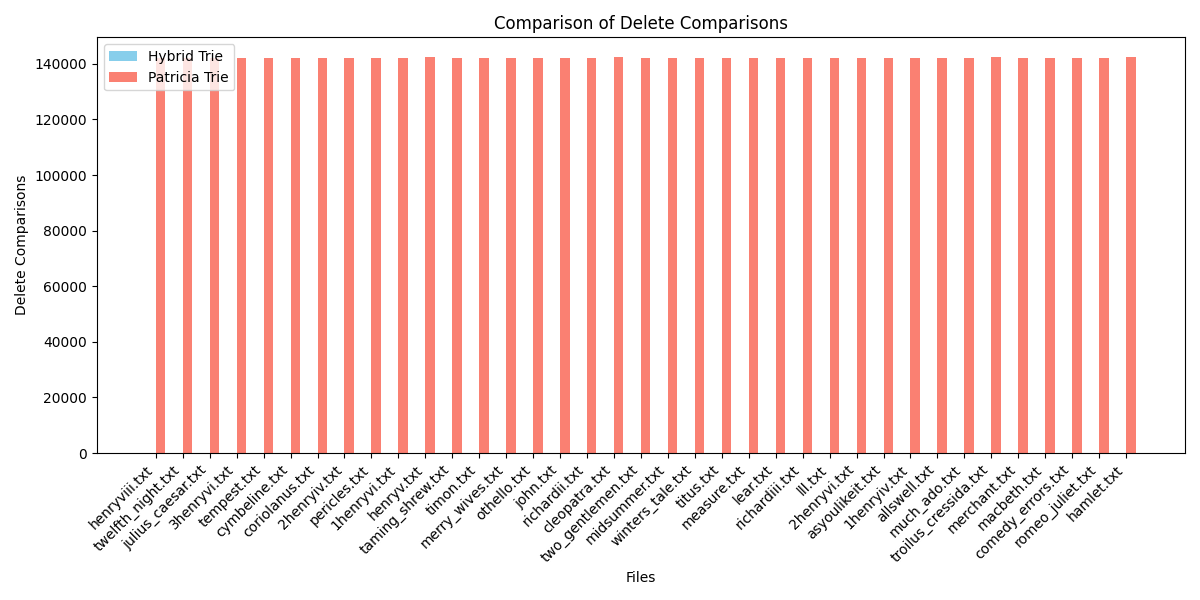 Comparison of Delete Comparisons
Hybrid Trie
Patricia Trie
Delete Comparisons
140000
120000
100000
80000
60000
40000
20000
0
henryviii.txt
twelfth_night.txt
julius_caesar.txt
3henryvi.txt
tempest.txt
cymbeline.txt
coriolanus.txt
2henryiv.txt
pericles.txt
1henryvi.txt
henryv.txt
taming_shrew.txt
timon.txt
merry_wives.txt
othello.txt
john.txt
richardii.txt
cleopatra.txt
two_gentlemen.txt
midsummer.txt
winters_tale.txt
titus.txt
measure.txt
lear.txt
richardiii.txt
lll.txt
2henryvi.txt
asyoulikeit.txt
1henryiv.txt
allswell.txt
much_ado.txt
troilus_cressida.txt
merchant.txt
macbeth.txt
comedy_errors.txt
romeo_juliet.txt
hamlet.txt
Files